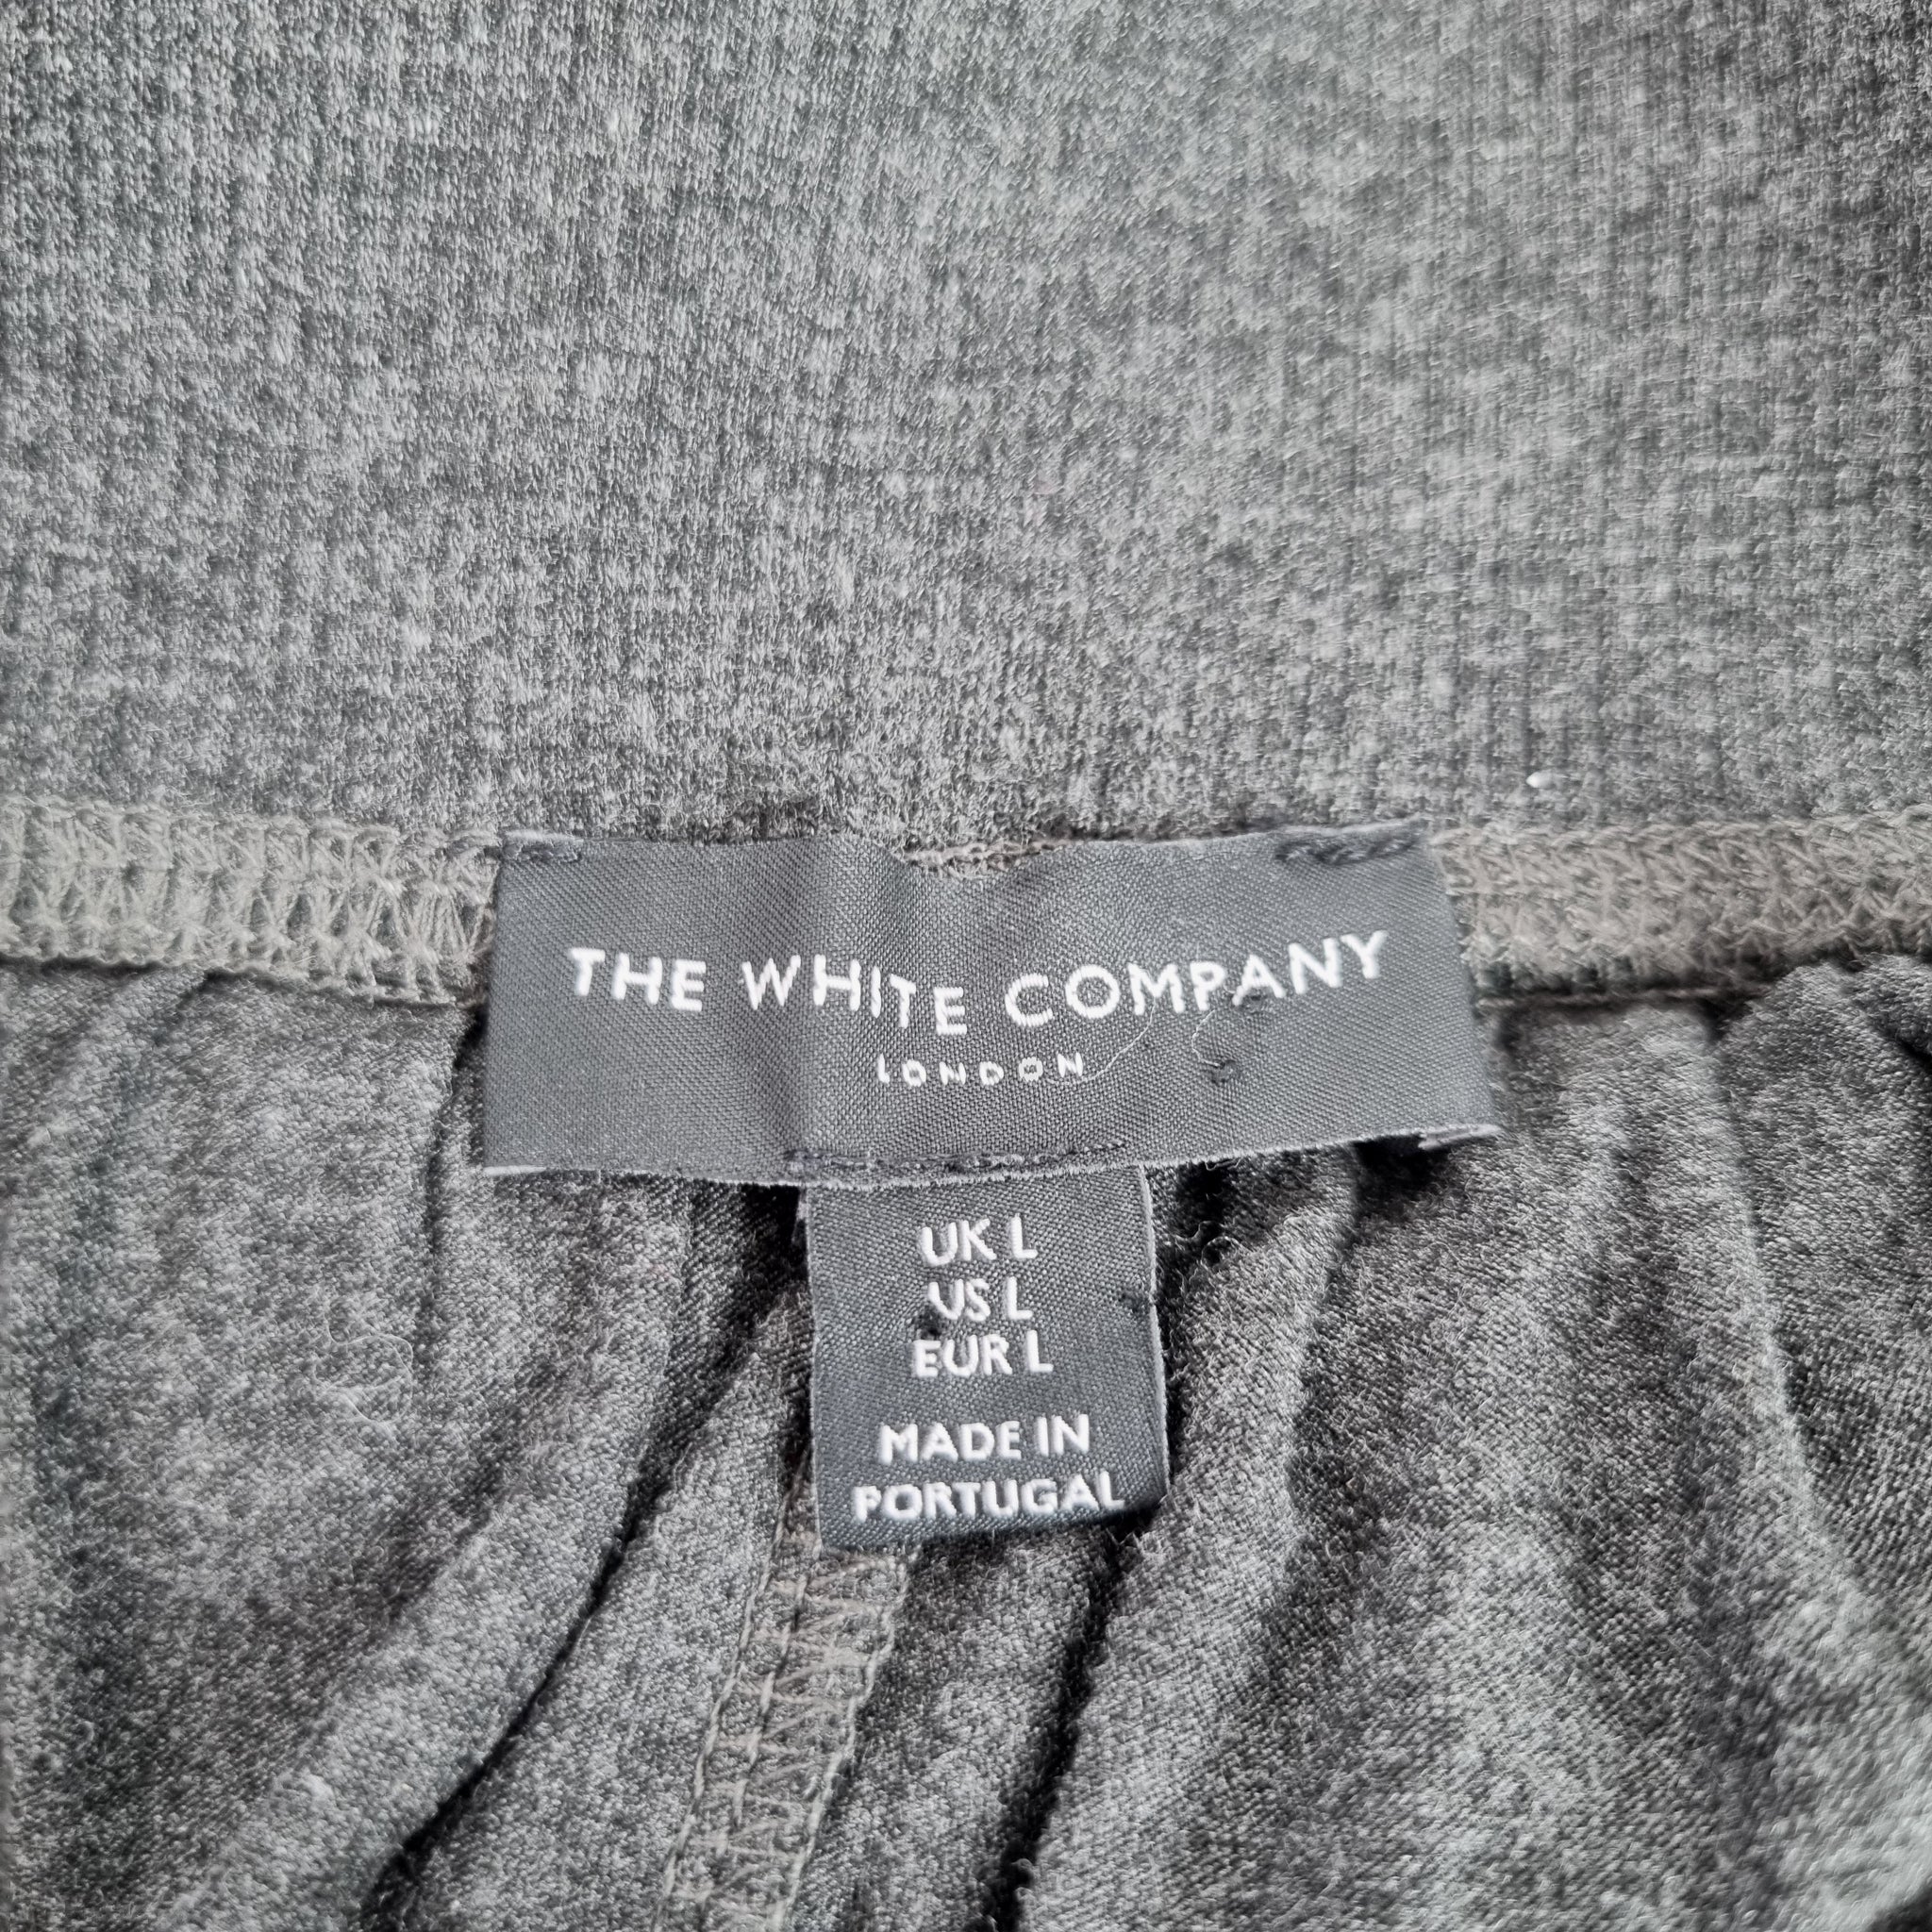 THE WHITE COMPANY
LONDON
UK L
US L
EUR L
MADE IN
PORTUGAL